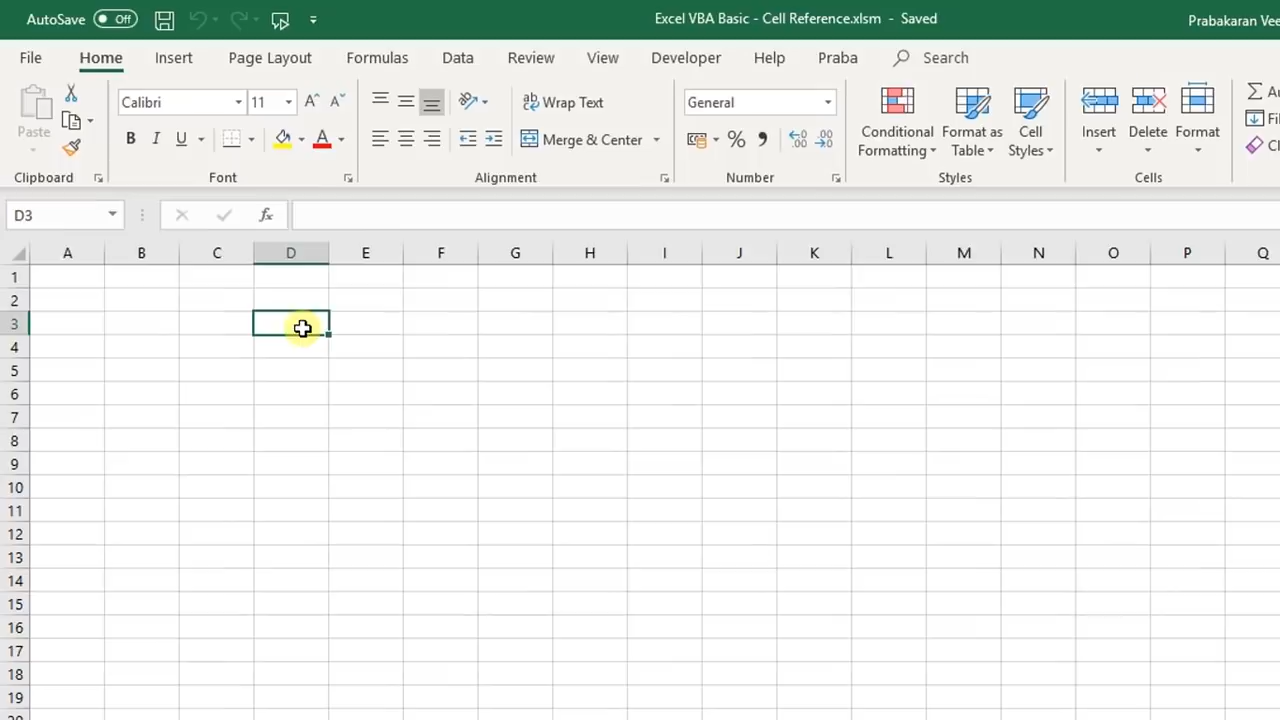 AutoSave Off Excel VBA Basic - Cell Reference.xlsm - Saved Prabakaran Vee
File Home Insert Page Layout Formulas Data Review View Developer Help Praba Search
Calibri 11 Wrap Text General
Paste B I U A Merge & Center % Conditional Formatting Format as Table Cell Styles Insert Delete Format
Clipboard Font Alignment Number Styles Cells
D3 fx
A B C D E F G H I J K L M N O P Q
1
2
3
4
5
6
7
8
9
10
11
12
13
14
15
16
17
18
19